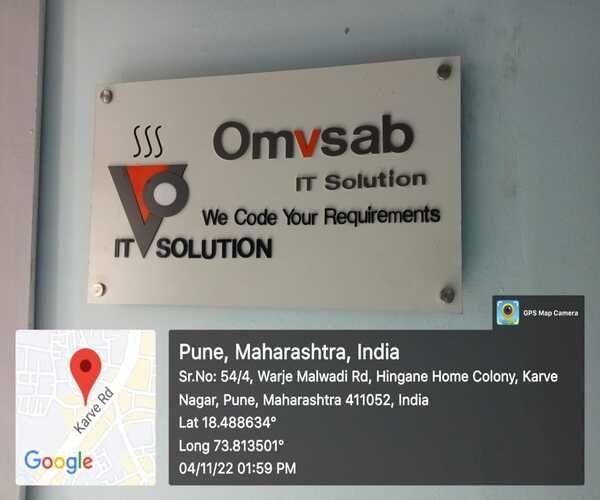 Omvsab
IT Solution
We Code Your Requirements
IT SOLUTION
GPS Map Camera
Karve Rd
Google
Pune, Maharashtra, India
Sr.No: 54/4, Warje Malwadi Rd, Hingane Home Colony, Karve
Nagar, Pune, Maharashtra 411052, India
Lat 18.488634°
Long 73.813501°
04/11/22 01:59 PM